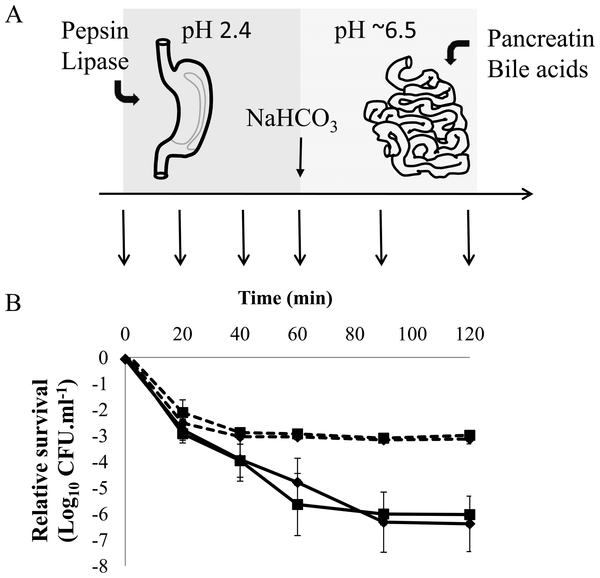 A
Pepsin
Lipase
pH 2.4
pH ~6.5
Pancreatin
Bile acids
NaHCO3
Time (min)
B
0 20 40 60 80 100 120
0
-1
-2
-3
-4
-5
-6
-7
-8
Relative survival
(Log10 CFU.ml-1)